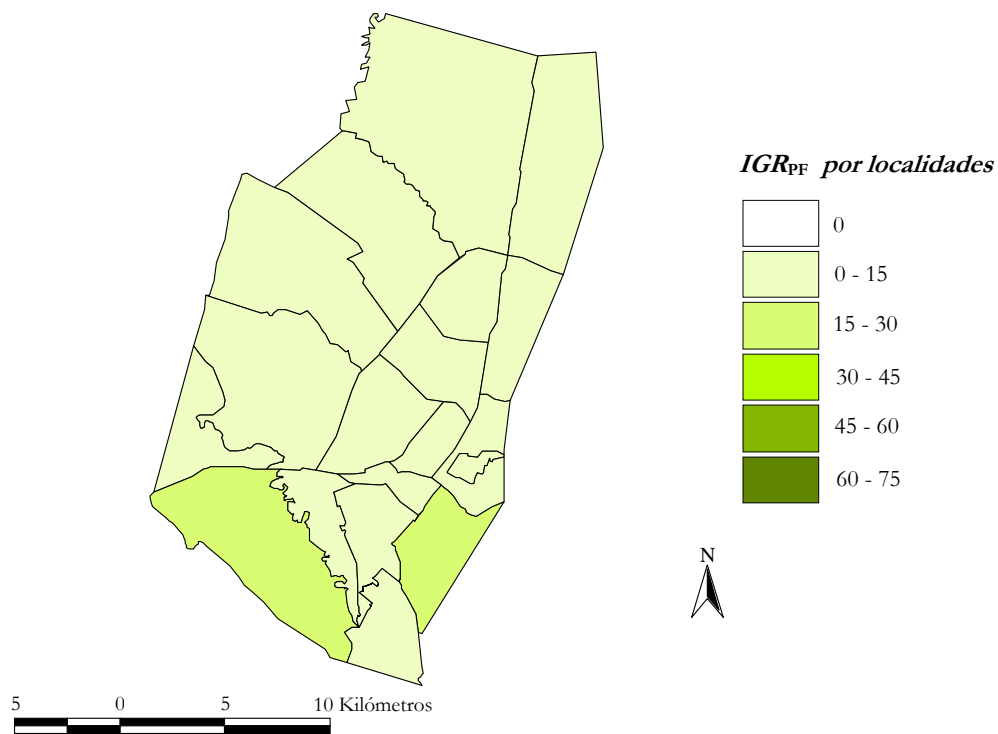 IGRPF por localidades
0
0 - 15
15 - 30
30 - 45
45 - 60
60 - 75
N
5 0 5 10 Kilómetros